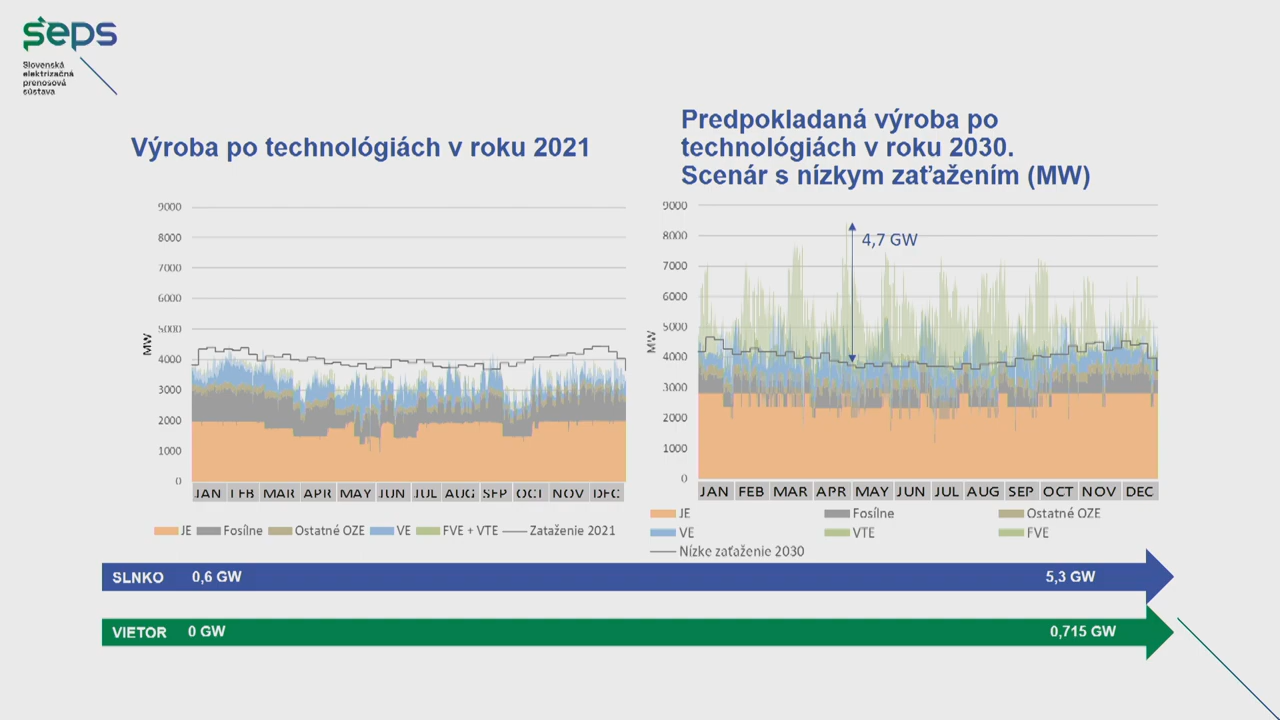 seps
Slovenská
elektrizačná
prenosová
sústava
Výroba po technológiách v roku 2021
Predpokladaná výroba po
technológiách v roku 2030.
Scenár s nízkym zaťažením (MW)
9000
8000
7000
6000
5000
4000
3000
2000
1000
0
MW
JAN FEB MAR APR MAY JUN JUL AUG SEP OCT NOV DEC
JE Fosílne Ostatné OZE VE FVE + VTE Zataženie 2021
9000
8000
7000
6000
5000
4000
3000
2000
1000
0
MW
4,7 GW
JAN FEB MAR APR MAY JUN JUL AUG SEP OCT NOV DEC
JE Fosílne Ostatné OZE
VE VTE FVE
Nízke zaťaženie 2030
SLNKO 0,6 GW 5,3 GW
VIETOR 0 GW 0,715 GW